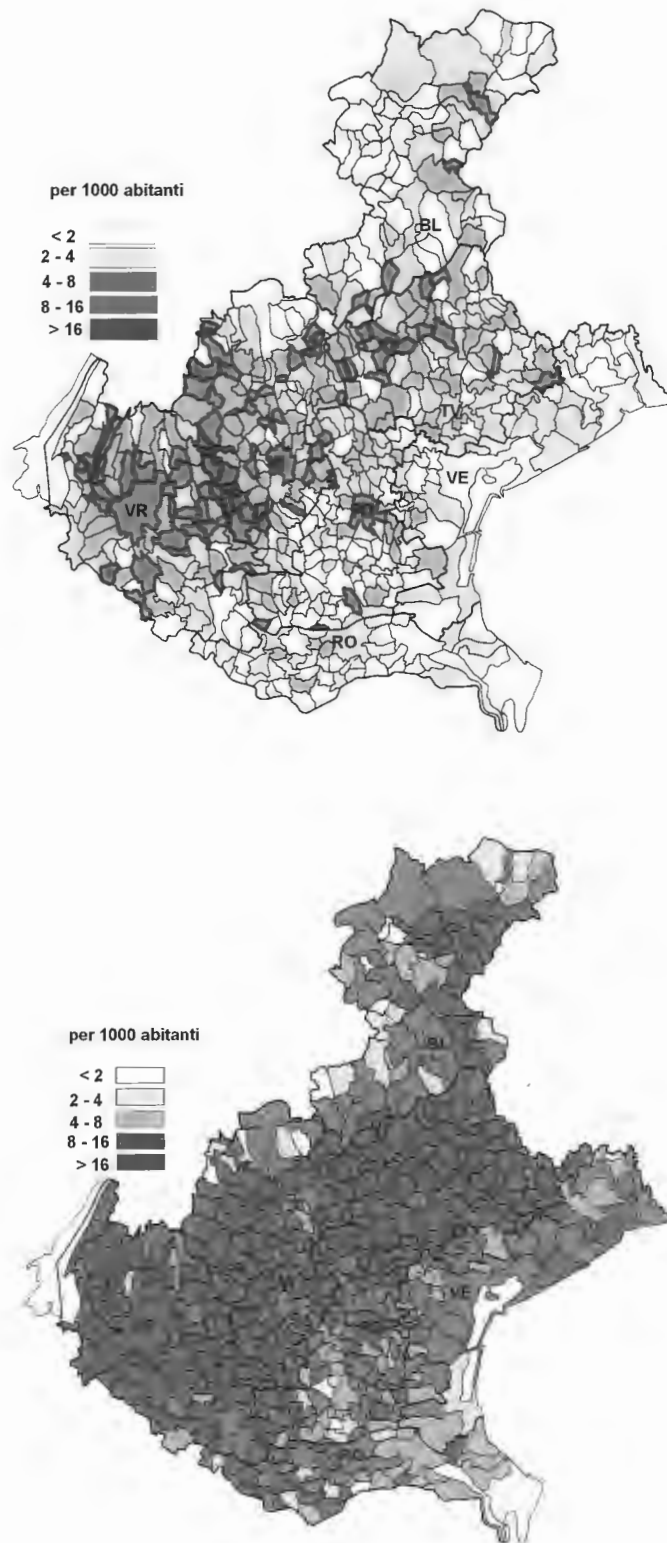 per 1000 abitanti
< 2
2 - 4
4 - 8
8 - 16
> 16
BL
TV
VE
VR
RO
per 1000 abitanti
< 2
2 - 4
4 - 8
8 - 16
> 16
VE